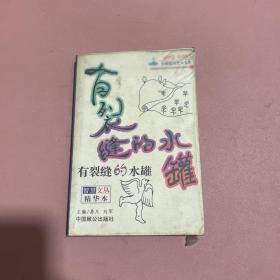 有裂
缝的水
罐
有裂缝的水罐
智慧文丛
精华本
中国致公出版社